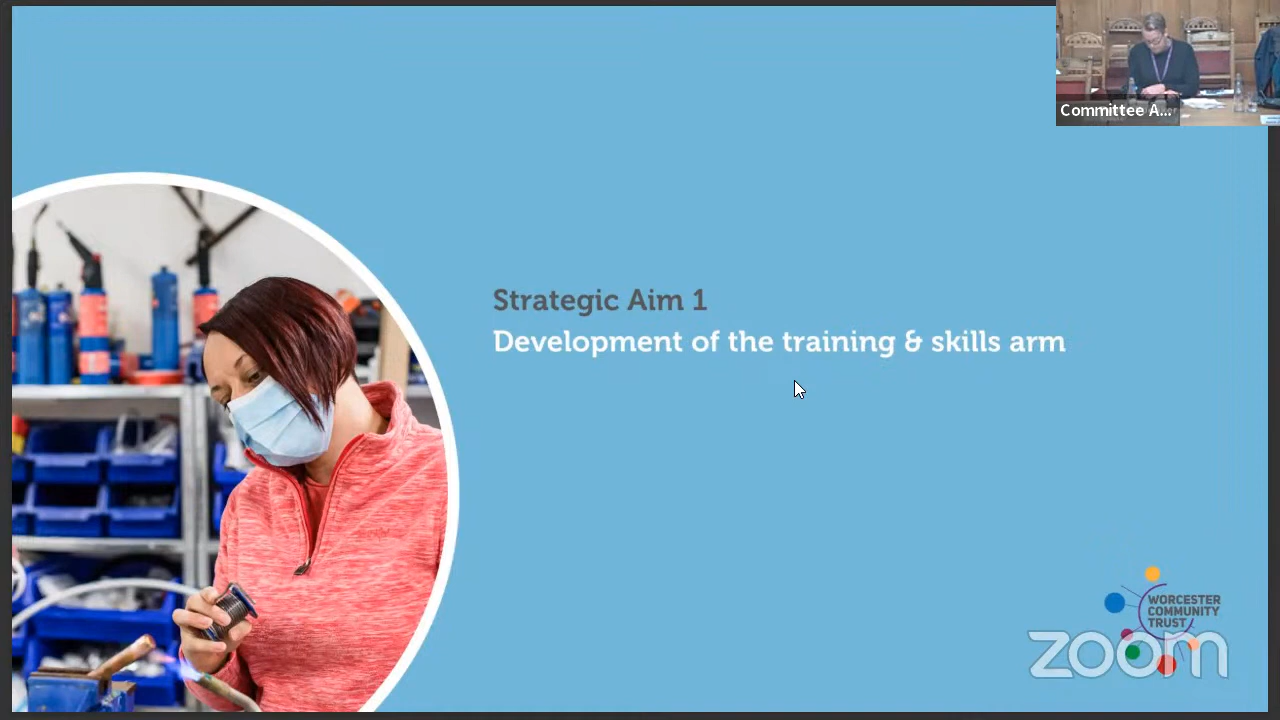 Committee A...
Strategic Aim 1
Development of the training & skills arm
WORCESTER
COMMUNITY
TRUST
zoom